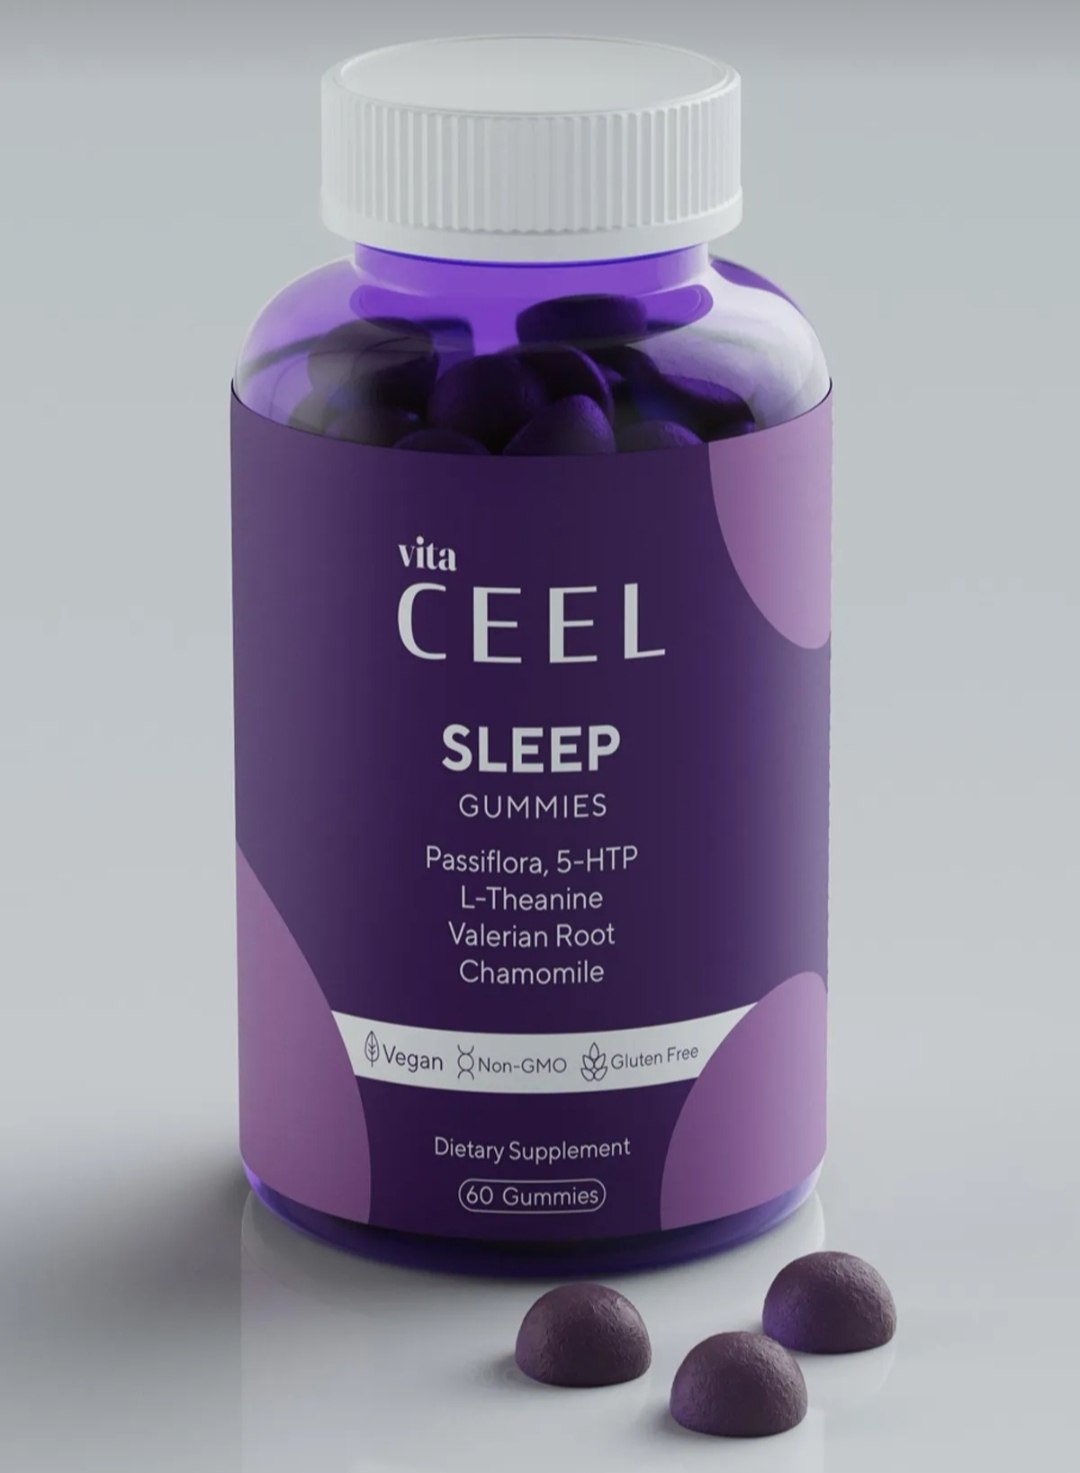 vita
CEEL
SLEEP
GUMMIES
Passiflora, 5-HTP
L-Theanine
Valerian Root
Chamomile
Vegan Non-GMO Gluten Free
Dietary Supplement
60 Gummies